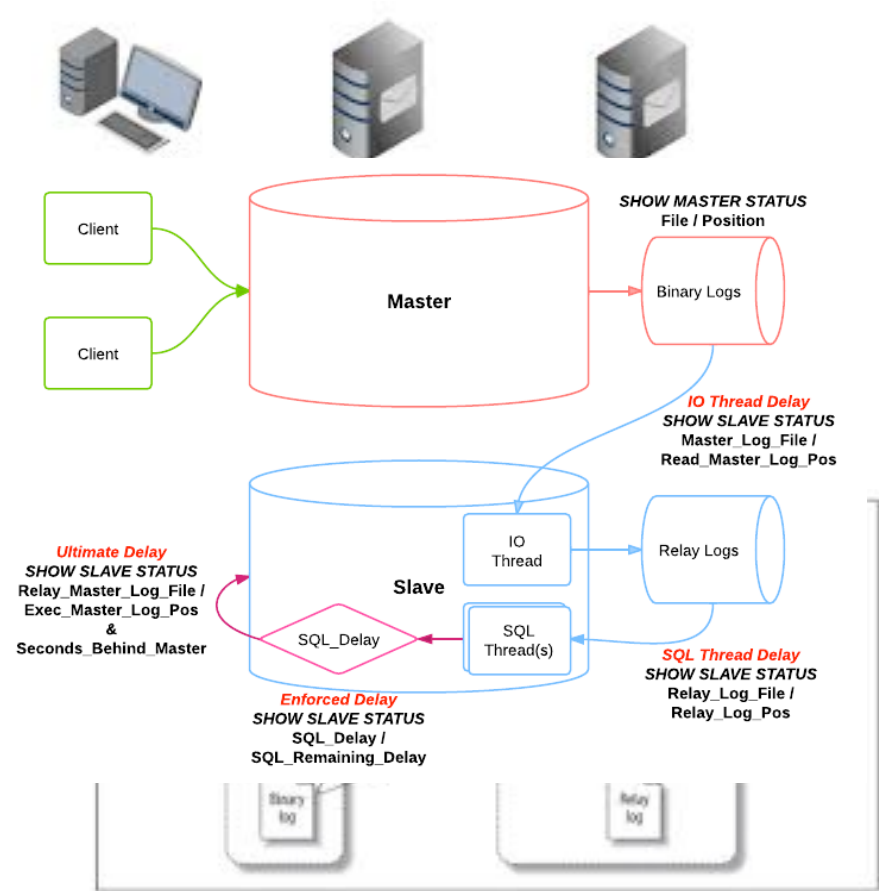 SHOW MASTER STATUS
File / Position
Client
Master
Binary Logs
Client
IO Thread Delay
SHOW SLAVE STATUS
Master_Log_File /
Read_Master_Log_Pos
IO
Thread
Relay Logs
Ultimate Delay
SHOW SLAVE STATUS
Relay_Master_Log_File /
Exec_Master_Log_Pos
&
Seconds_Behind_Master
Slave
SQL_Delay
SQL
Thread(s)
SQL Thread Delay
SHOW SLAVE STATUS
Relay_Log_File /
Relay_Log_Pos
Enforced Delay
SHOW SLAVE STATUS
SQL_Delay /
SQL_Remaining_Delay
Binary
log
Relay
log